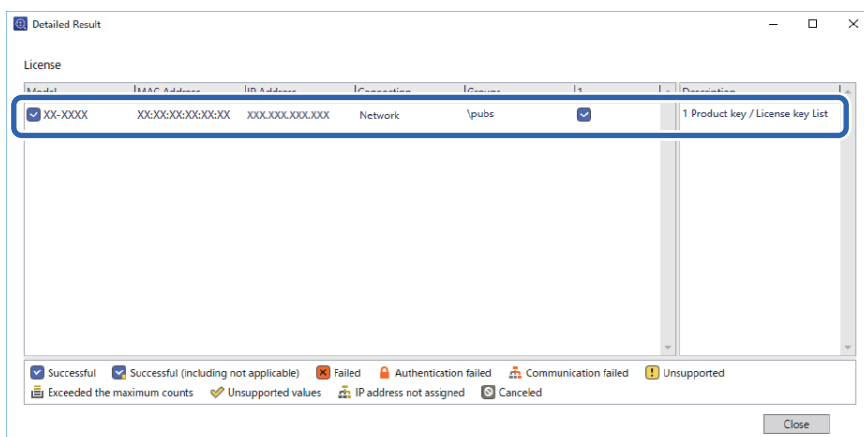 Detailed Result
License
Model MAC Address IP Address Connection Groups 1 Description
XX-XXXX XX:XX:XX:XX:XX:XX XXX.XXX.XXX.XXX Network \pubs 1 Product key / License key List
Successful Successful (including not applicable) Failed Authentication failed Communication failed Unsupported
Exceeded the maximum counts Unsupported values IP address not assigned Canceled
Close